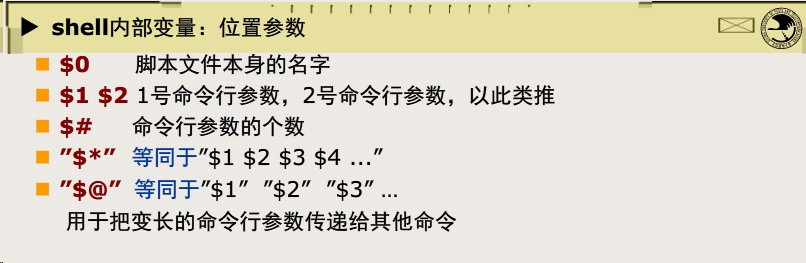 ▶ shell内部变量：位置参数
$0 脚本文件本身的名字
$1 $2 1号命令行参数，2号命令行参数，以此类推
$# 命令行参数的个数
”$*” 等同于”$1 $2 $3 $4 ...”
”$@” 等同于”$1” ”$2” ”$3” ...
用于把变长的命令行参数传递给其他命令